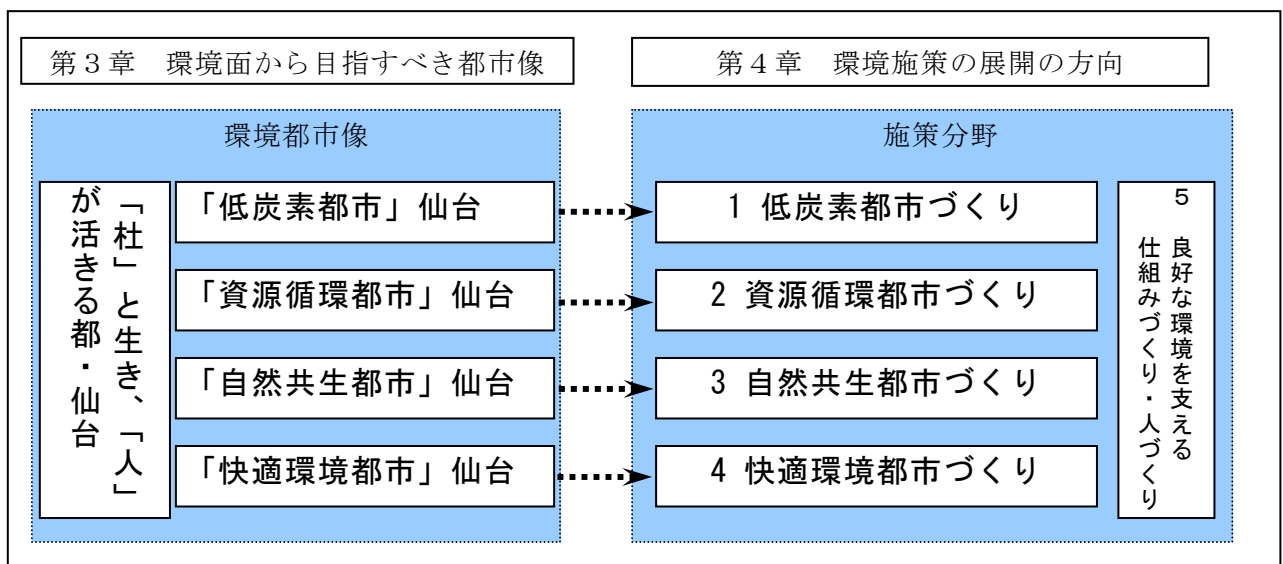 第３章　環境面から目指すべき都市像
環境都市像
「杜」と生き、「人」
が活きる都・仙台
「低炭素都市」仙台
「資源循環都市」仙台
「自然共生都市」仙台
「快適環境都市」仙台
第４章　環境施策の展開の方向
施策分野
1 低炭素都市づくり
2 資源循環都市づくり
3 自然共生都市づくり
4 快適環境都市づくり
5　良好な環境を支える
仕組みづくり・人づくり